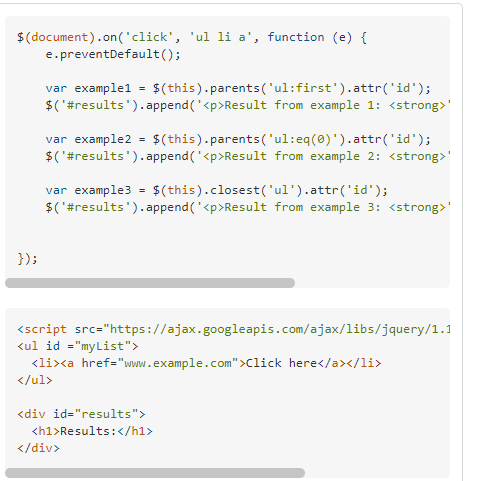 $(document).on('click', 'ul li a', function (e) {
    e.preventDefault();

    var example1 = $(this).parents('ul:first').attr('id');
    $('#results').append('<p>Result from example 1: <strong>'

    var example2 = $(this).parents('ul:eq(0)').attr('id');
    $('#results').append('<p>Result from example 2: <strong>'

    var example3 = $(this).closest('ul').attr('id');
    $('#results').append('<p>Result from example 3: <strong>'


});

<script src="https://ajax.googleapis.com/ajax/libs/jquery/1.1
<ul id ="myList">
  <li><a href="www.example.com">Click here</a></li>
</ul>

<div id="results">
  <h1>Results:</h1>
</div>